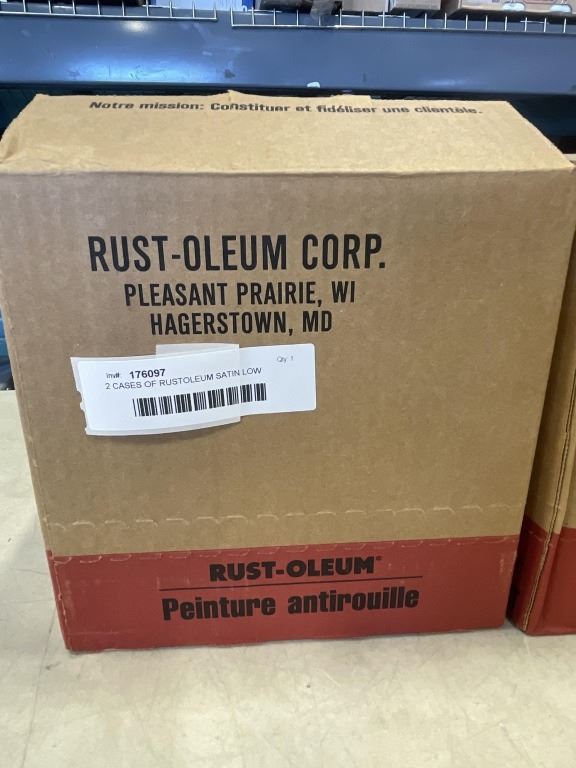 Notre mission: Constituer et fidéliser une clientèle.
RUST-OLEUM CORP.
PLEASANT PRAIRIE, WI
HAGERSTOWN, MD
Inv#: 176097 Qty: 1
2 CASES OF RUSTOLEUM SATIN LOW
RUST-OLEUM®
Peinture antirouille